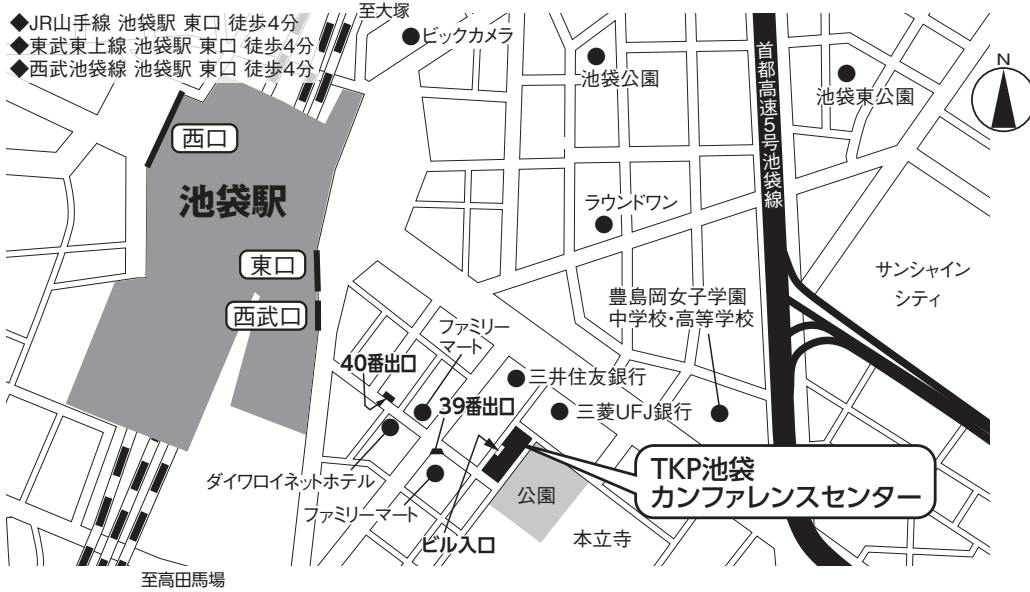 ◆JR山手線 池袋駅 東口 徒歩4分
◆東武東上線 池袋駅 東口 徒歩4分
◆西武池袋線 池袋駅 東口 徒歩4分
至大塚
ビックカメラ
池袋公園
首都高速5号池袋線
池袋東公園
N
西口
池袋駅
ラウンドワン
東口
サンシャイン
シティ
西武口
豊島岡女子学園
中学校・高等学校
ファミリー
マート
40番出口
三井住友銀行
39番出口
三菱UFJ銀行
TKP池袋
カンファレンスセンター
ダイワロイネットホテル
公園
ファミリーマート
本立寺
ビル入口
至高田馬場